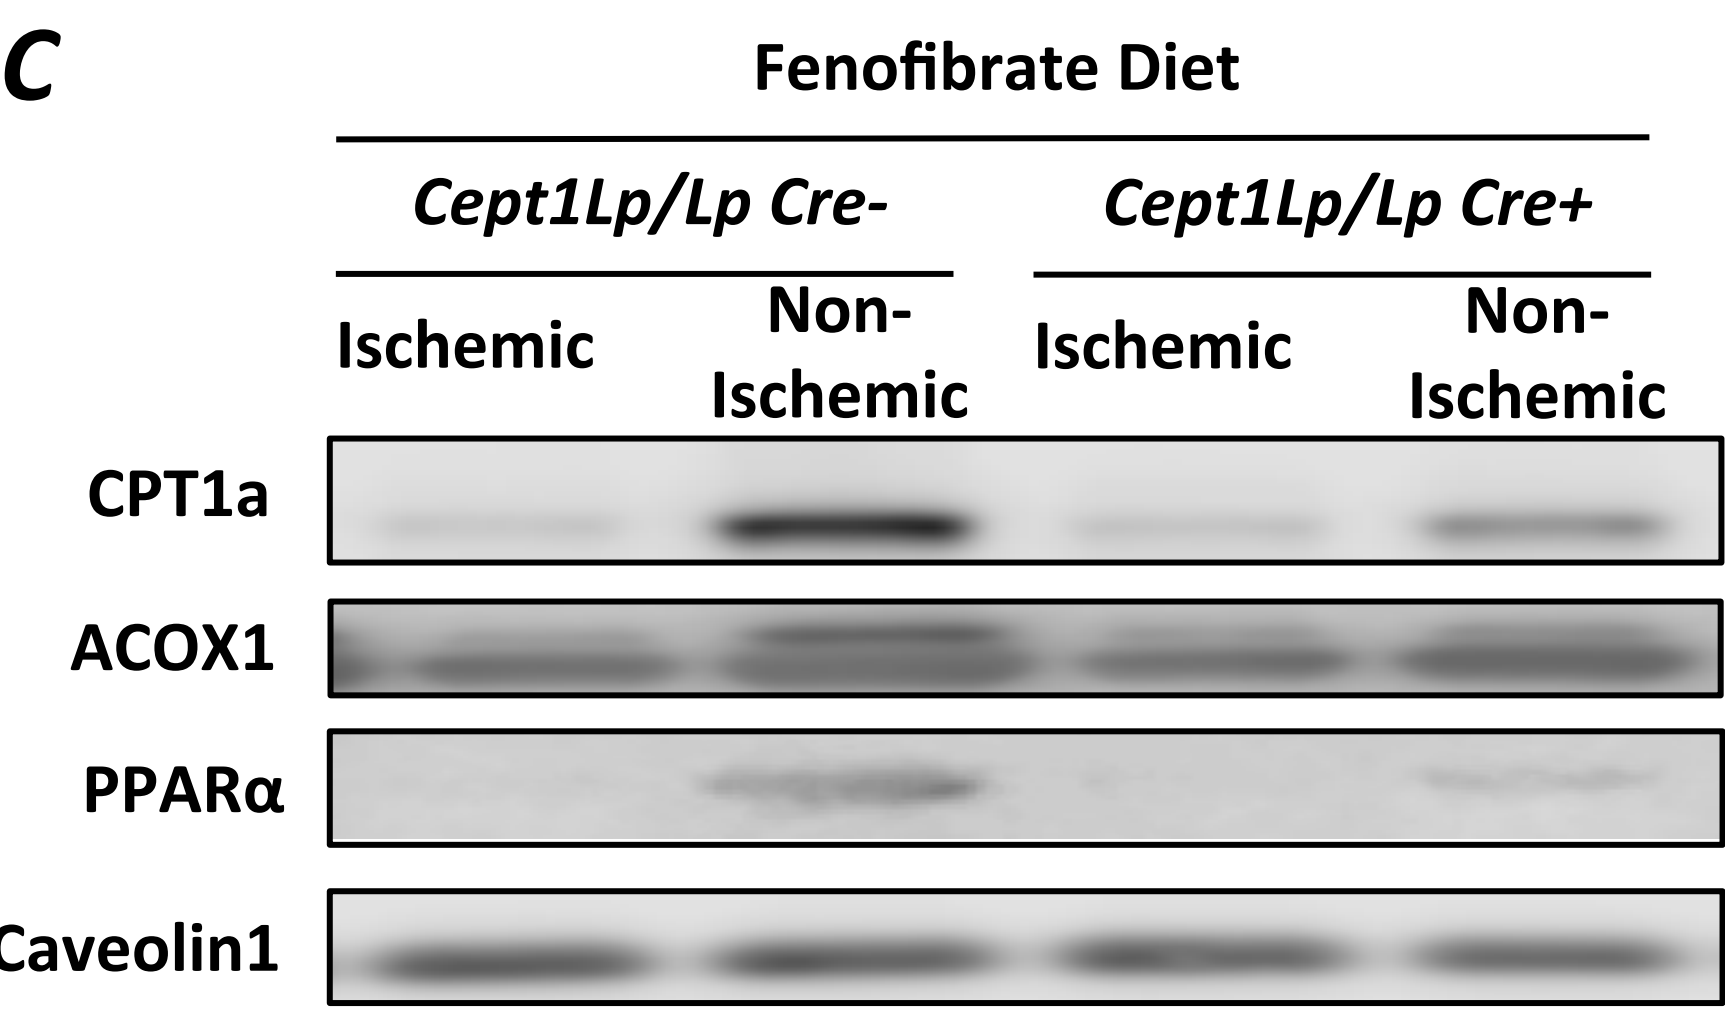 C
Fenofibrate Diet
Cept1Lp/Lp Cre- Cept1Lp/Lp Cre+
Ischemic Non-Ischemic Ischemic Non-Ischemic
CPT1a
ACOX1
PPARα
Caveolin1